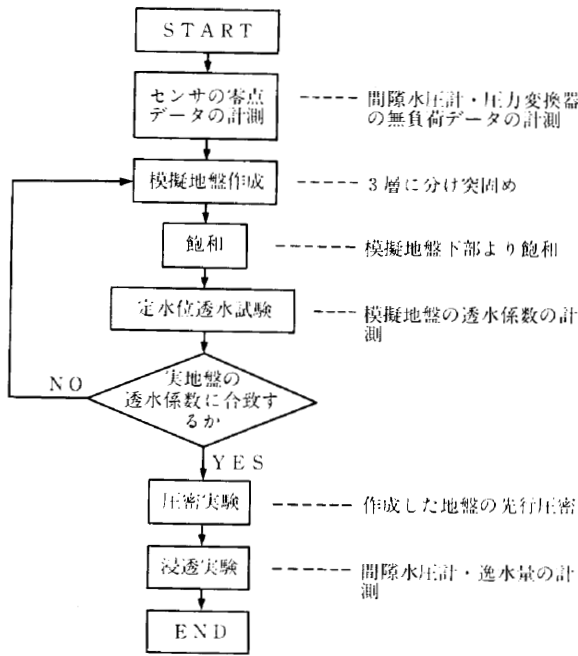 START
センサの零点
データの計測
間隙水圧計・圧力変換器
の無負荷データの計測
模擬地盤作成
3層に分け突固め
飽和
模擬地盤下部より飽和
定水位透水試験
模擬地盤の透水係数の計
測
実地盤の
透水係数に合致す
るか
NO
YES
圧密実験
作成した地盤の先行圧密
浸透実験
間隙水圧計・逸水量の計
測
END